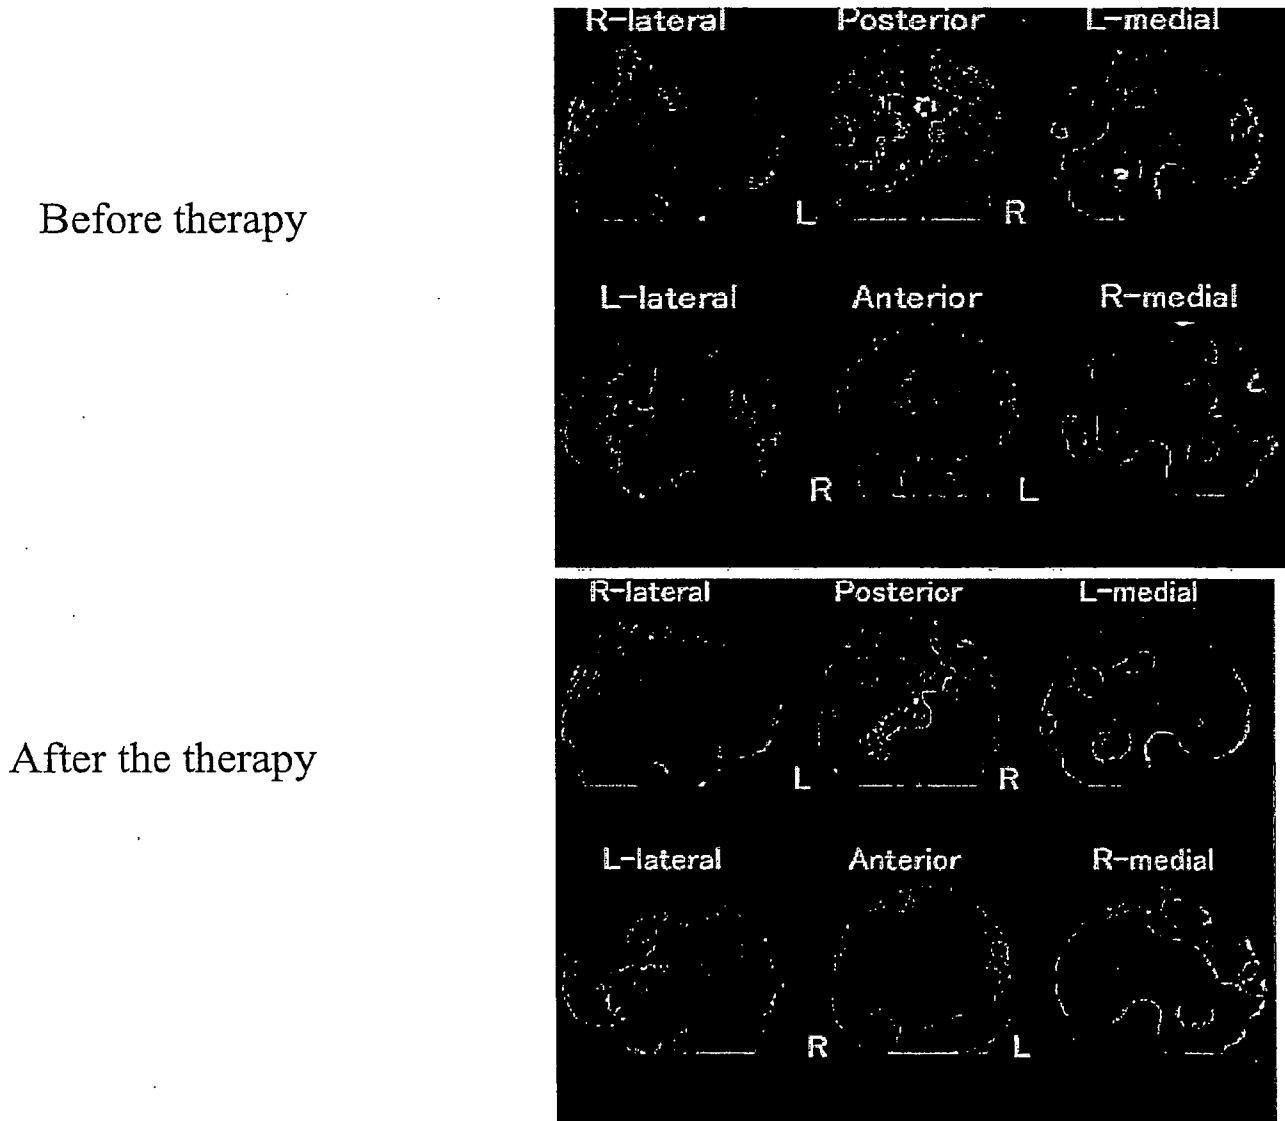 R-lateral Posterior L-medial
Before therapy
L R
L-lateral Anterior R-medial
R L
R-lateral Posterior L-medial
After the therapy
L R
L-lateral Anterior R-medial
R L